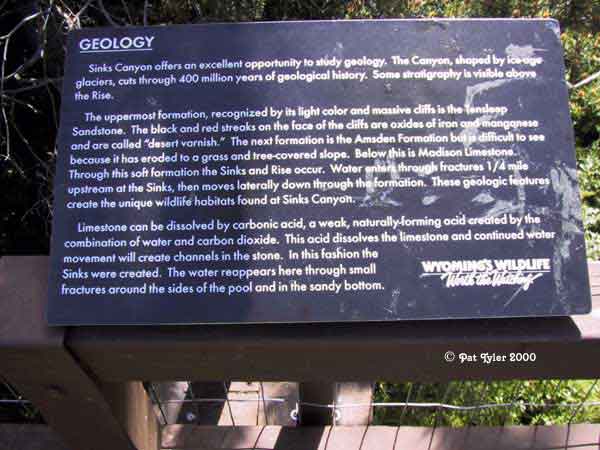 GEOLOGY
Sinks Canyon offers an excellent opportunity to study geology. The Canyon, shaped by ice-age
glaciers, cuts through 400 million years of geological history. Some stratigraphy is visible above
the Rise.
The uppermost formation, recognized by its light color and massive cliffs is the Tensleep
Sandstone. The black and red streaks on the face of the cliffs are oxides of iron and manganese
and are called "desert varnish." The next formation is the Amsden Formation but is difficult to see
because it has eroded to a grass and tree-covered slope. Below this is Madison Limestone.
Through this soft formation the Sinks and Rise occur. Water enters through fractures 1/4 mile
upstream at the Sinks, then moves laterally down through the formation. These geologic features
create the unique wildlife habitats found at Sinks Canyon.
Limestone can be dissolved by carbonic acid, a weak, naturally-forming acid created by the
combination of water and carbon dioxide. This acid dissolves the limestone and continued water
movement will create channels in the stone. In this fashion the
Sinks were created. The water reappears here through small
fractures around the sides of the pool and in the sandy bottom.
WYOMING'S WILDLIFE
Worth the Watching
© Pat Tyler 2000